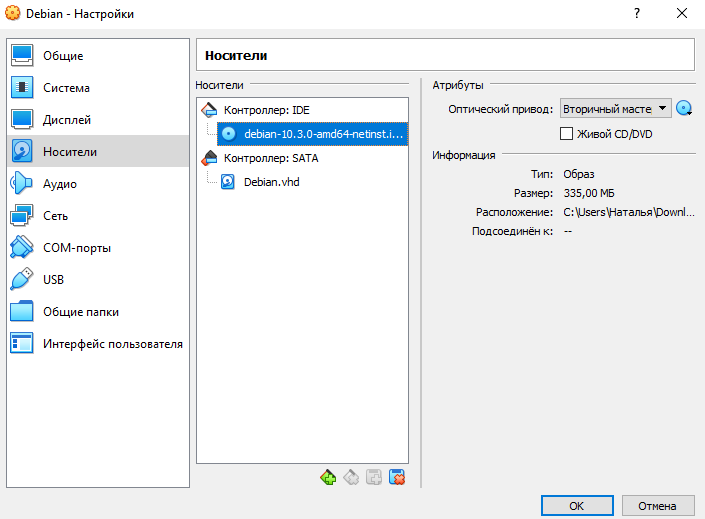 Debian - Настройки
?
Общие
Система
Дисплей
Носители
Аудио
Сеть
COM-порты
USB
Общие папки
Интерфейс пользователя
Носители
Носители
Контроллер: IDE
debian-10.3.0-amd64-netinst.i...
Контроллер: SATA
Debian.vhd
Атрибуты
Оптический привод: Вторичный масте
Живой CD/DVD
Информация
Тип: Образ
Размер: 335,00 МБ
Расположение: C:\Users\Наталья\Downl...
Подсоединён к: --
OK
Отмена